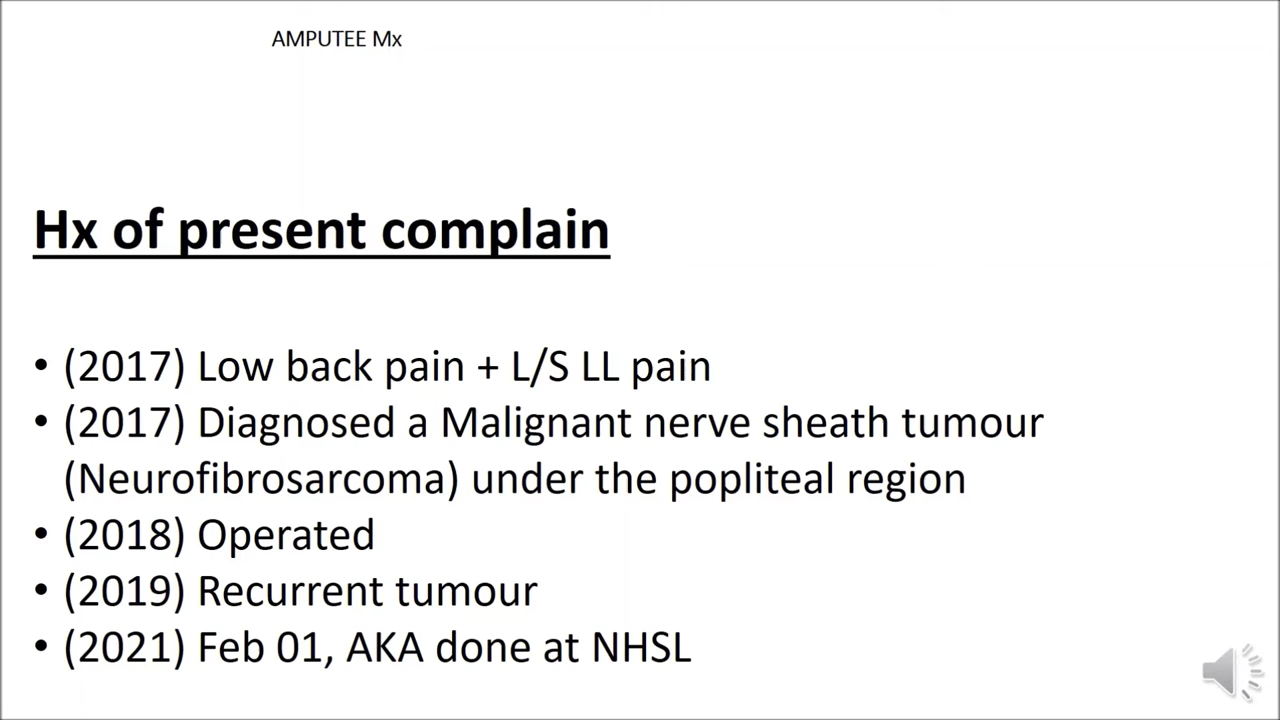 AMPUTEE Mx
Hx of present complain
• (2017) Low back pain + L/S LL pain
• (2017) Diagnosed a Malignant nerve sheath tumour
(Neurofibrosarcoma) under the popliteal region
• (2018) Operated
• (2019) Recurrent tumour
• (2021) Feb 01, AKA done at NHSL